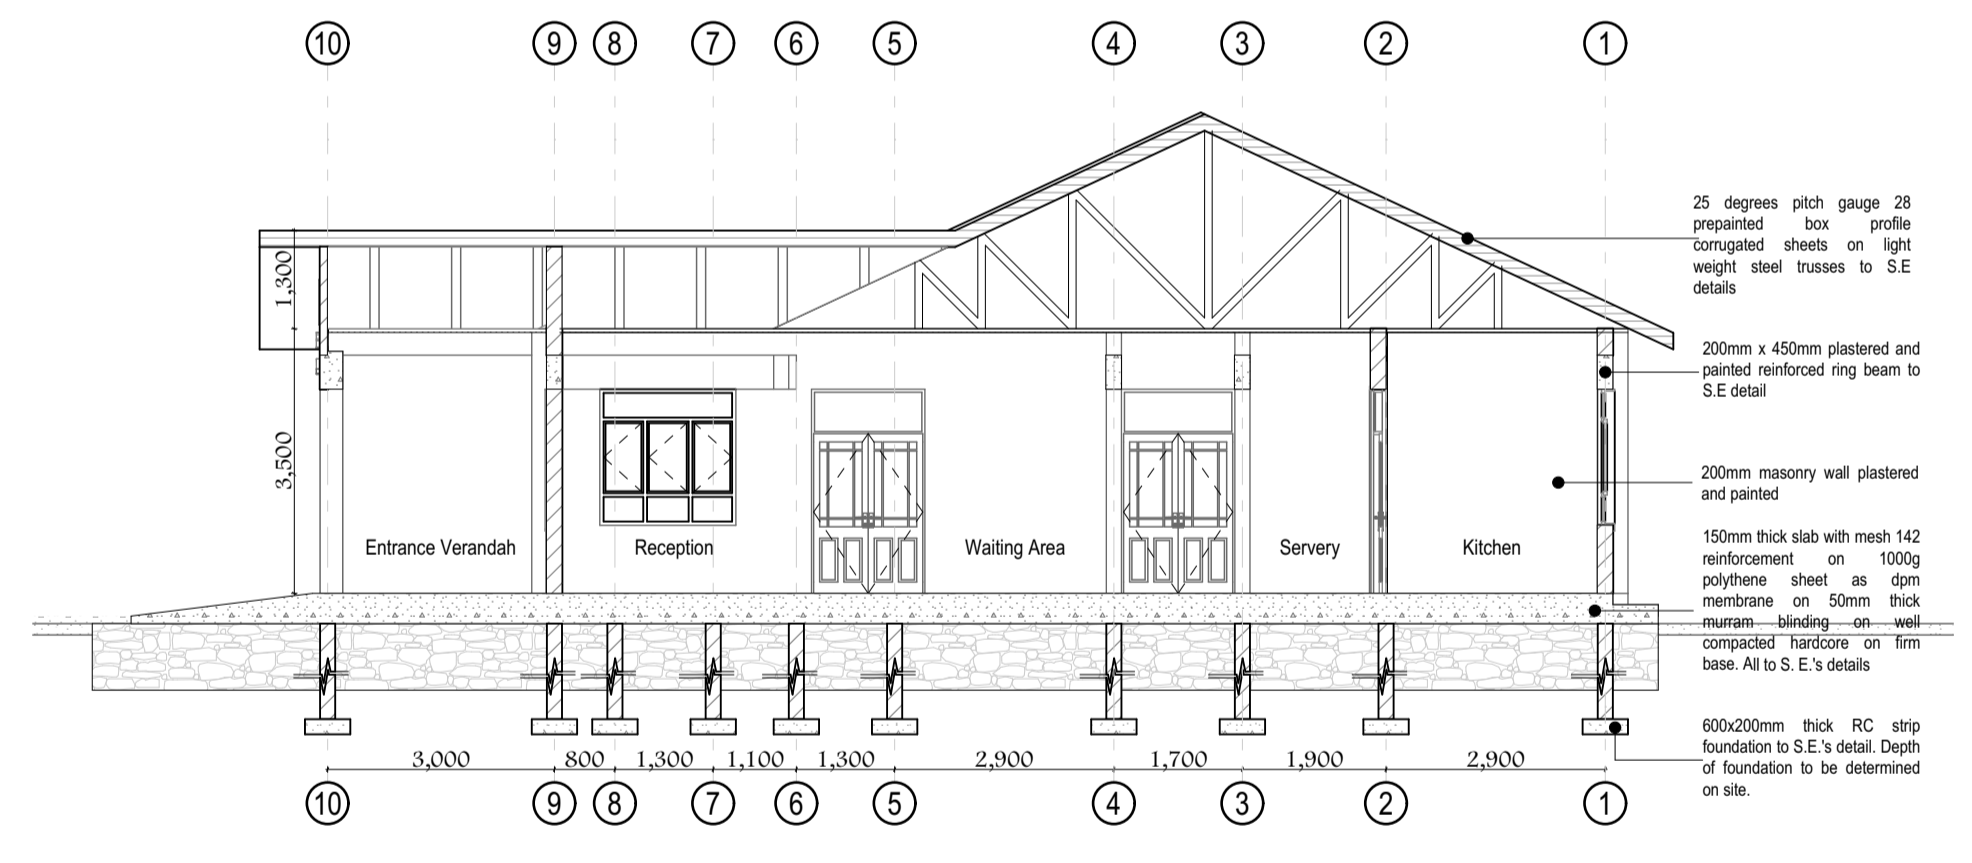 10 9 8 7 6 5 4 3 2 1
25 degrees pitch gauge 28
prepainted box profile
corrugated sheets on light
weight steel trusses to S.E
details
1,300
200mm x 450mm plastered and
painted reinforced ring beam to
S.E detail
3,500
200mm masonry wall plastered
and painted
Entrance Verandah Reception Waiting Area Servery Kitchen
150mm thick slab with mesh 142
reinforcement on 1000g
polythene sheet as dpm
membrane on 50mm thick
murram blinding on well
compacted hardcore on firm
base. All to S. E.'s details
600x200mm thick RC strip
foundation to S.E.'s detail. Depth
of foundation to be determined
on site.
3,000 800 1,300 1,100 1,300 2,900 1,700 1,900 2,900
10 9 8 7 6 5 4 3 2 1